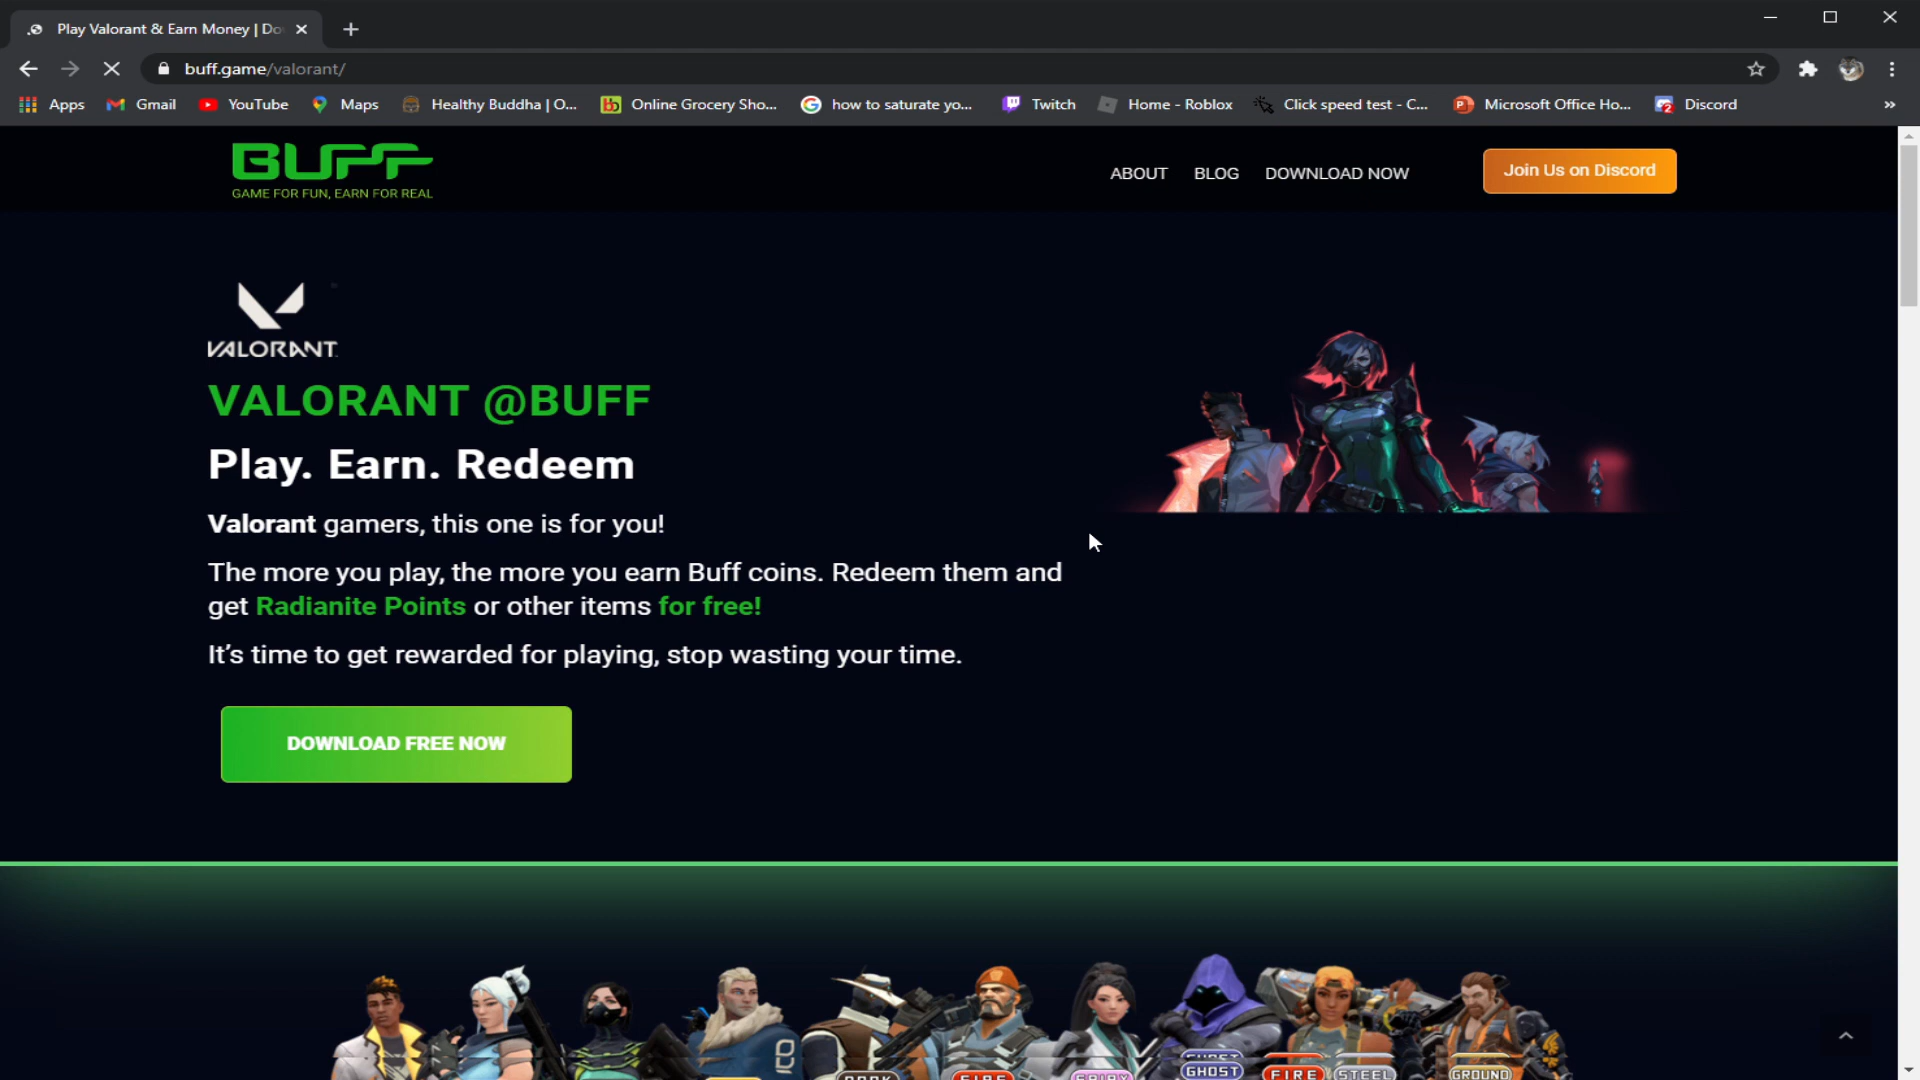 Play Valorant & Earn Money | Do
buff.game/valorant/
Apps
Gmail
YouTube
Maps
Healthy Buddha | O...
Online Grocery Sho...
how to saturate yo...
Twitch
Home - Roblox
Click speed test - C...
Microsoft Office Ho...
Discord
»
BUFF
GAME FOR FUN, EARN FOR REAL
ABOUT
BLOG
DOWNLOAD NOW
Join Us on Discord
VALORANT
VALORANT @BUFF
Play. Earn. Redeem
Valorant gamers, this one is for you!
The more you play, the more you earn Buff coins. Redeem them and
get Radianite Points or other items for free!
It’s time to get rewarded for playing, stop wasting your time.
DOWNLOAD FREE NOW
GHOST
FIRE
STEEL
GROUND